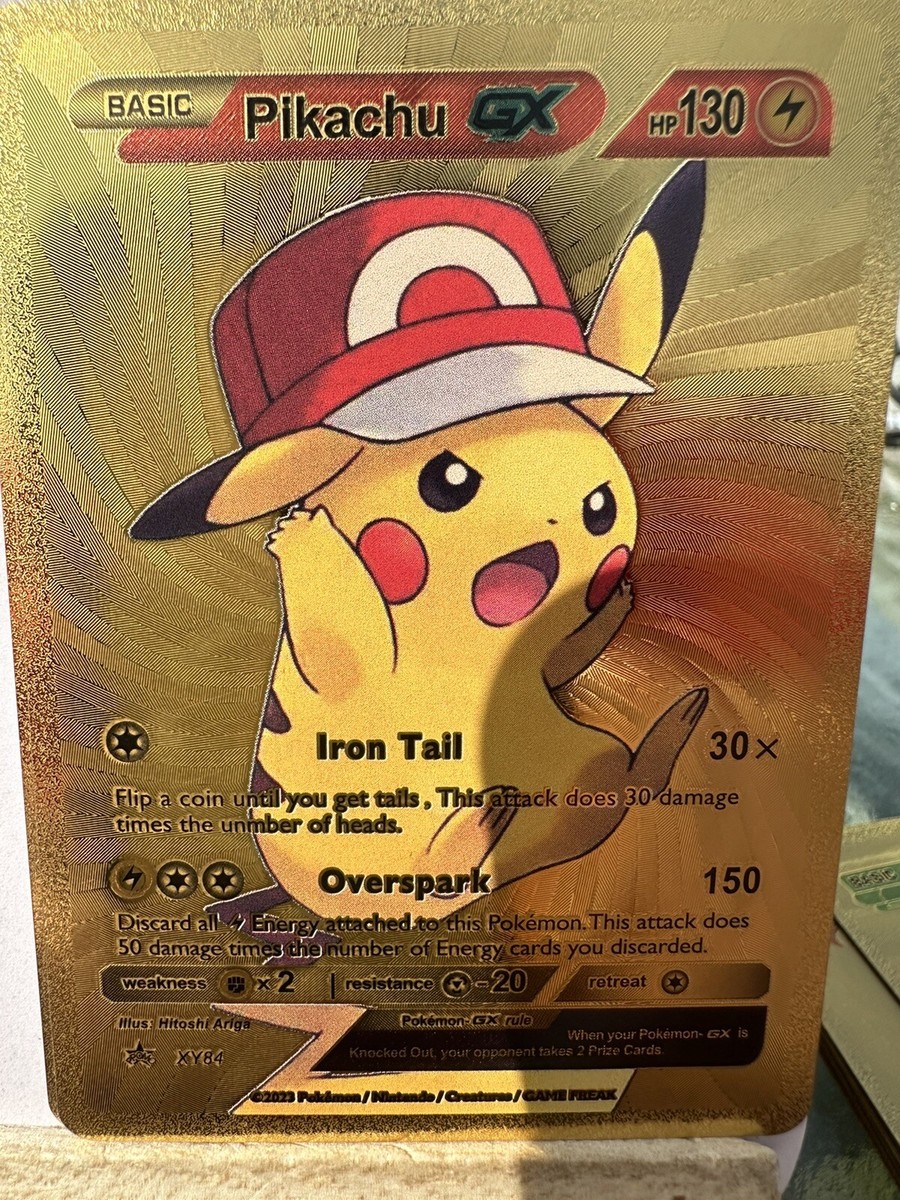 BASIC Pikachu GX HP130
Iron Tail 30×
Flip a coin until you get tails , This attack does 30 damage
times the unmber of heads.
Overspark 150
Discard all Energy attached to this Pokémon. This attack does
50 damage times the number of Energy cards you discarded.
weakness ×2 resistance -20 retreat
Illus: Hitoshi Ariga Pokémon-GX rule
When your Pokémon-GX is
Knocked Out, your opponent takes 2 Prize Cards.
XY84
©2023 Pokémon / Nintendo / Creatures / GAME FREAK
BASIC